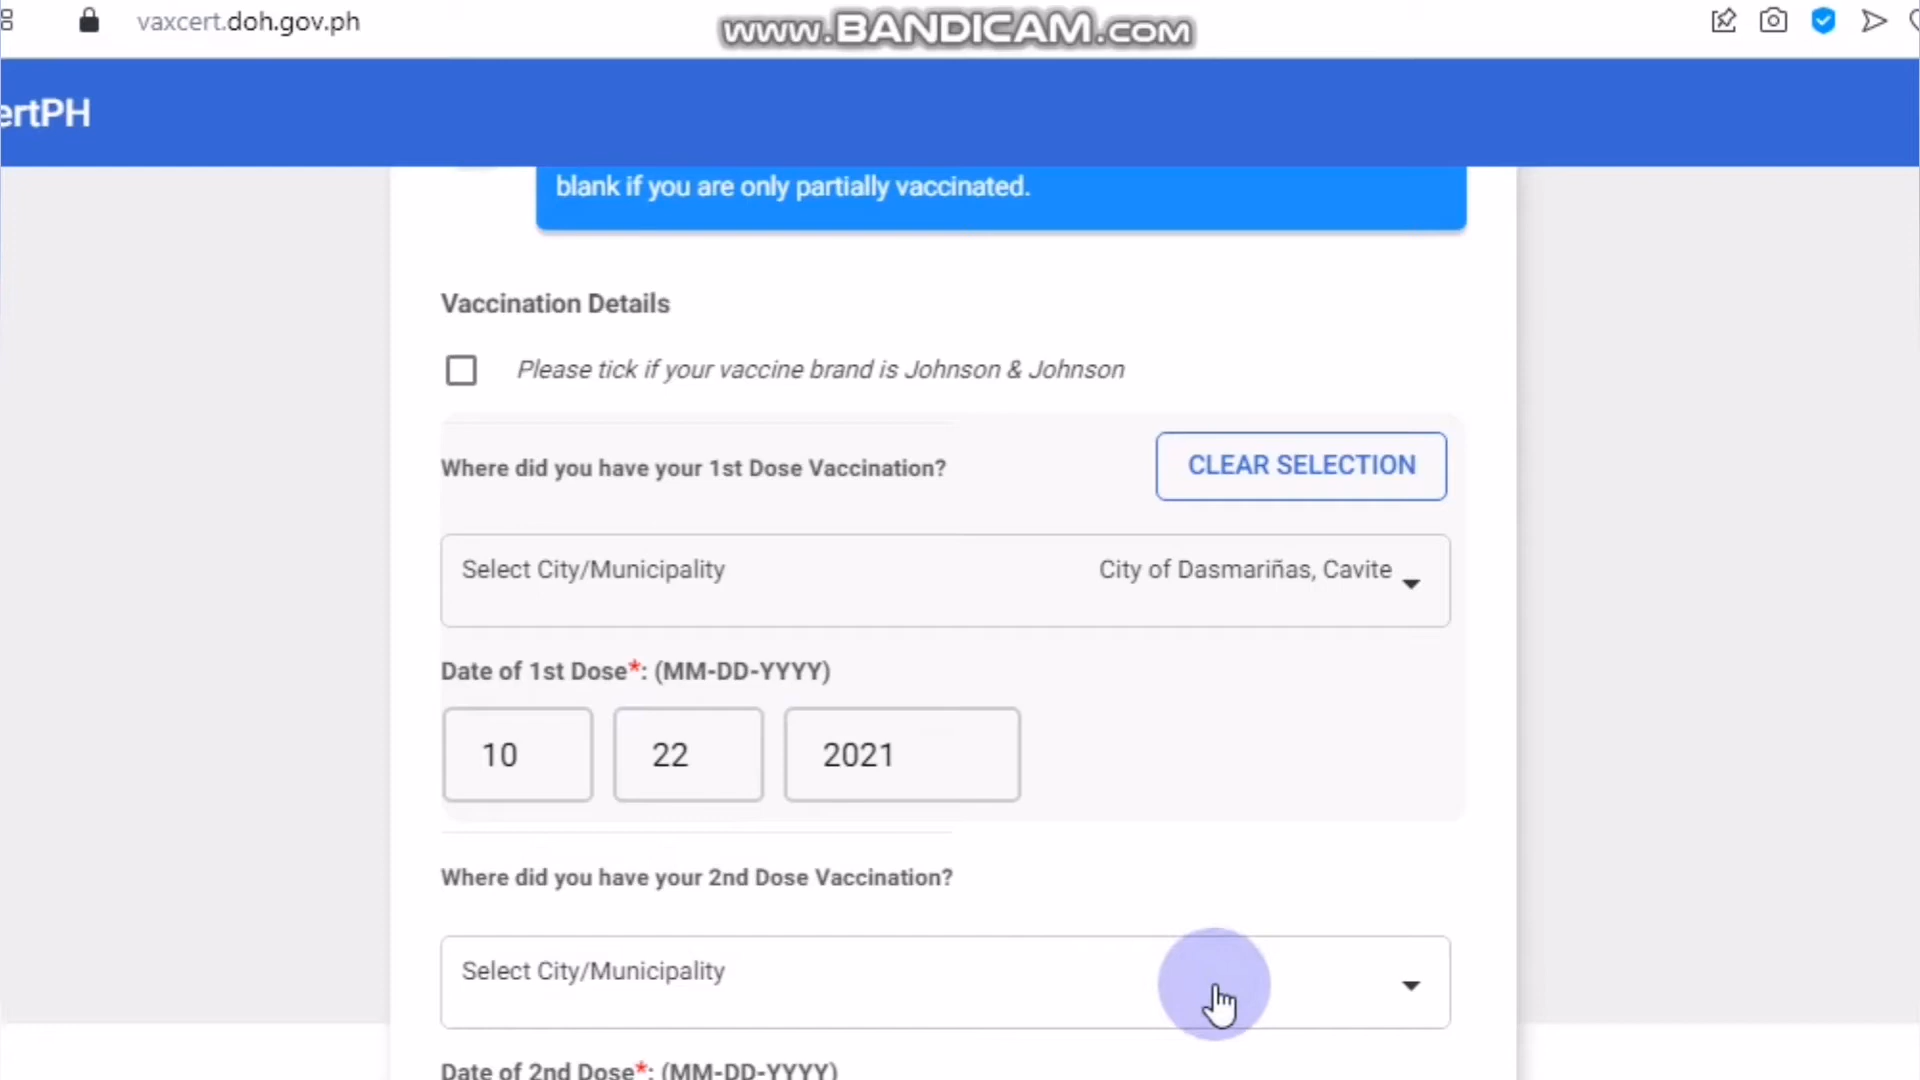 vaxcert.doh.gov.ph
www.BANDICAM.com
ertPH
blank if you are only partially vaccinated.
Vaccination Details
Please tick if your vaccine brand is Johnson & Johnson
Where did you have your 1st Dose Vaccination?
CLEAR SELECTION
Select City/Municipality
City of Dasmariñas, Cavite
Date of 1st Dose*: (MM-DD-YYYY)
10
22
2021
Where did you have your 2nd Dose Vaccination?
Select City/Municipality
Date of 2nd Dose*: (MM-DD-YYYY)